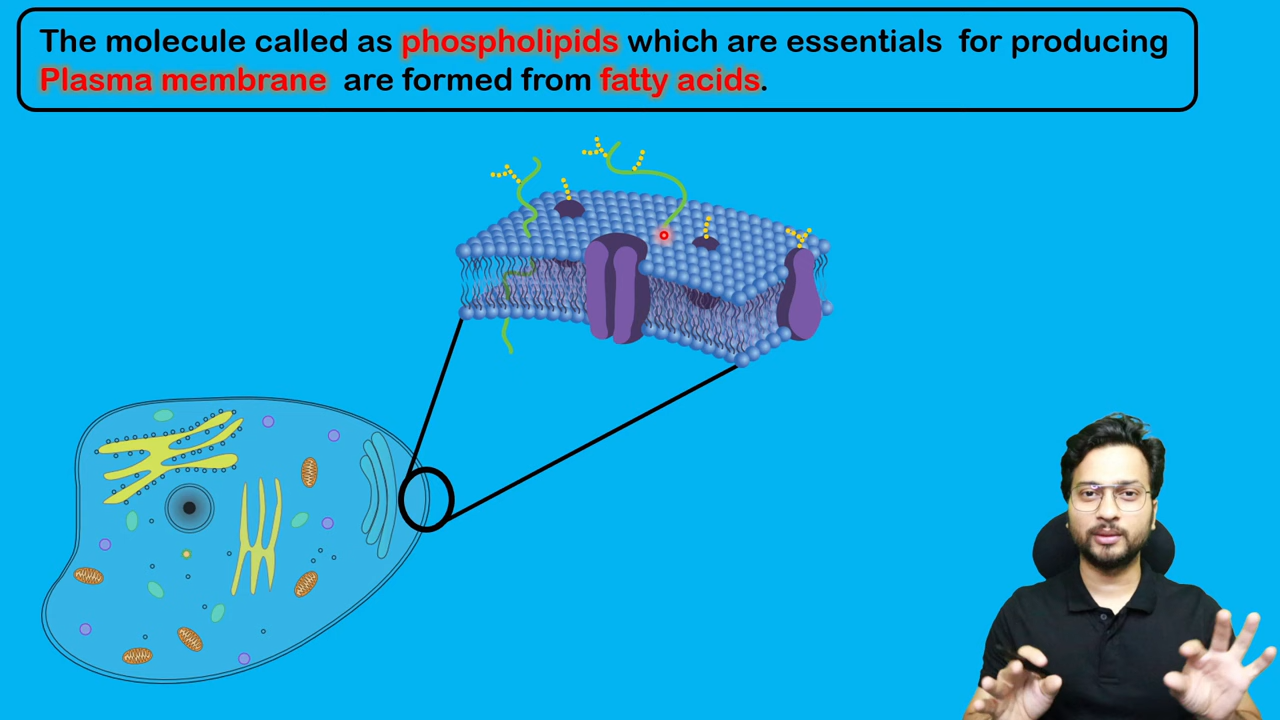 The molecule called as phospholipids which are essentials for producing
Plasma membrane are formed from fatty acids.